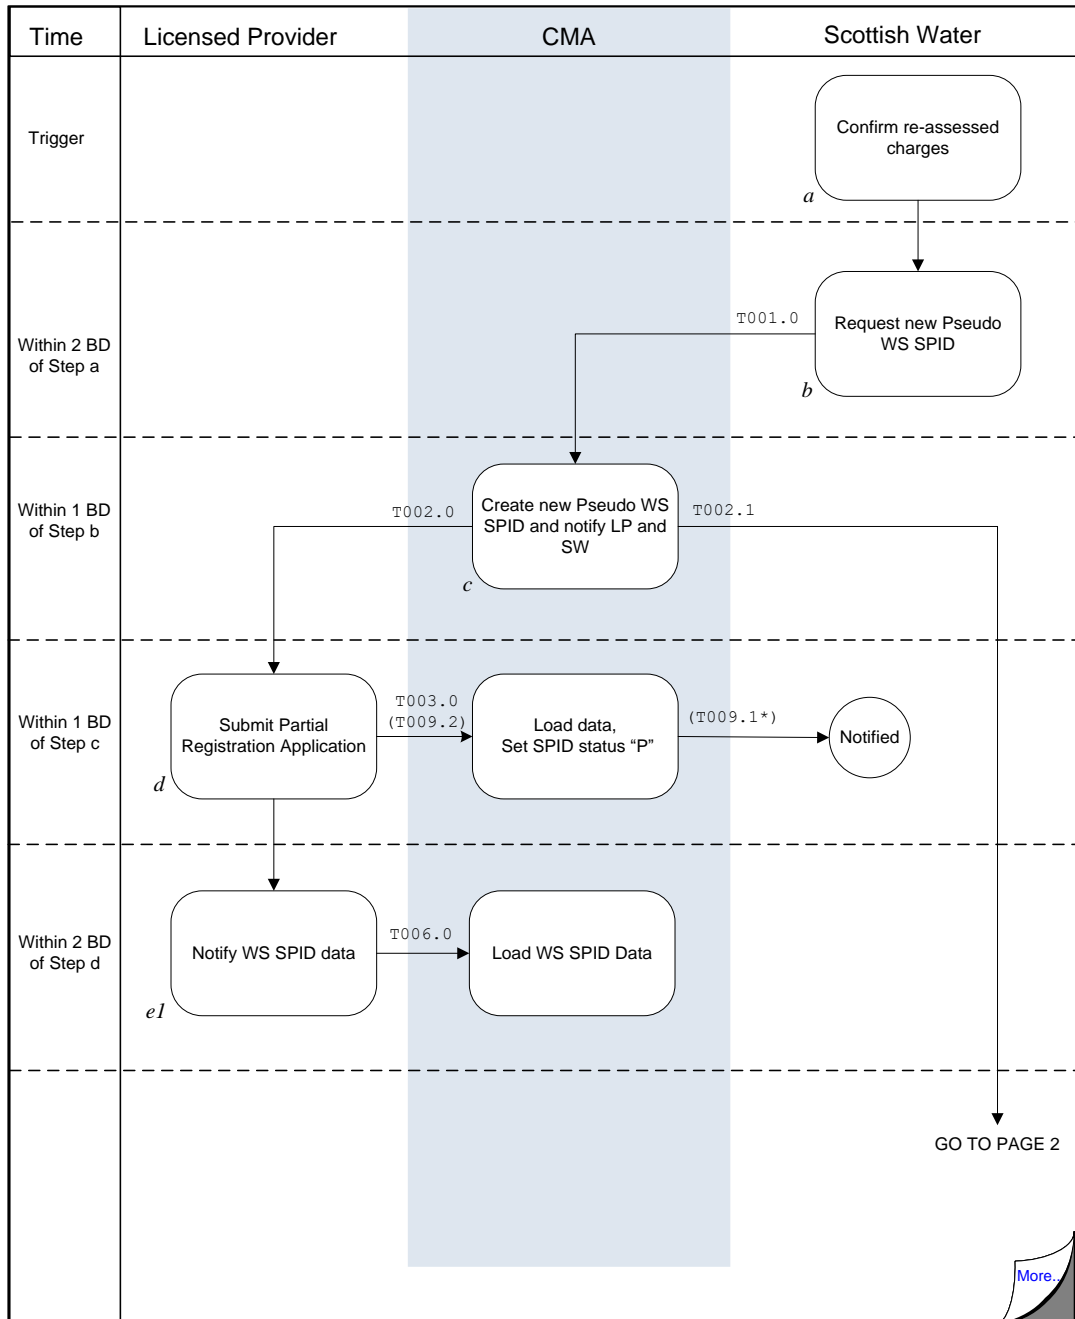 Time
Licensed Provider
CMA
Scottish Water
Trigger
Confirm re-assessed
charges
a
Within 2 BD
of Step a
T001.0
Request new Pseudo
WS SPID
b
Within 1 BD
of Step b
T002.0
Create new Pseudo WS
SPID and notify LP and
SW
T002.1
c
Within 1 BD
of Step c
Submit Partial
Registration Application
d
T003.0
(T009.2)
Load data,
Set SPID status “P”
(T009.1*)
Notified
Within 2 BD
of Step d
Notify WS SPID data
e1
T006.0
Load WS SPID Data
GO TO PAGE 2
More..